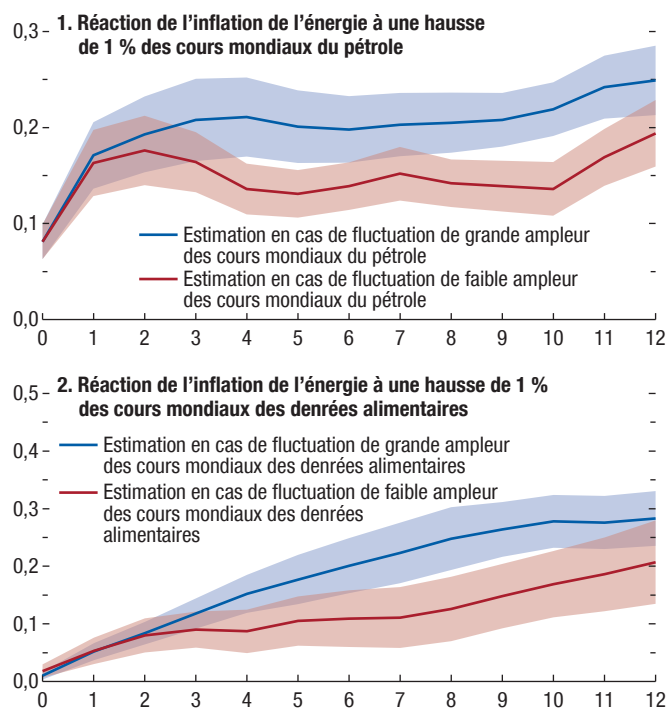 1. Réaction de l’inflation de l’énergie à une hausse
de 1 % des cours mondiaux du pétrole
0,3
0,2
0,1
0,0
Estimation en cas de fluctuation de grande ampleur
des cours mondiaux du pétrole
Estimation en cas de fluctuation de faible ampleur
des cours mondiaux du pétrole
0 1 2 3 4 5 6 7 8 9 10 11 12
2. Réaction de l’inflation de l’énergie à une hausse de 1 %
des cours mondiaux des denrées alimentaires
0,5
0,4
0,3
0,2
0,1
0,0
Estimation en cas de fluctuation de grande ampleur
des cours mondiaux des denrées alimentaires
Estimation en cas de fluctuation de faible ampleur
des cours mondiaux des denrées
alimentaires
0 1 2 3 4 5 6 7 8 9 10 11 12